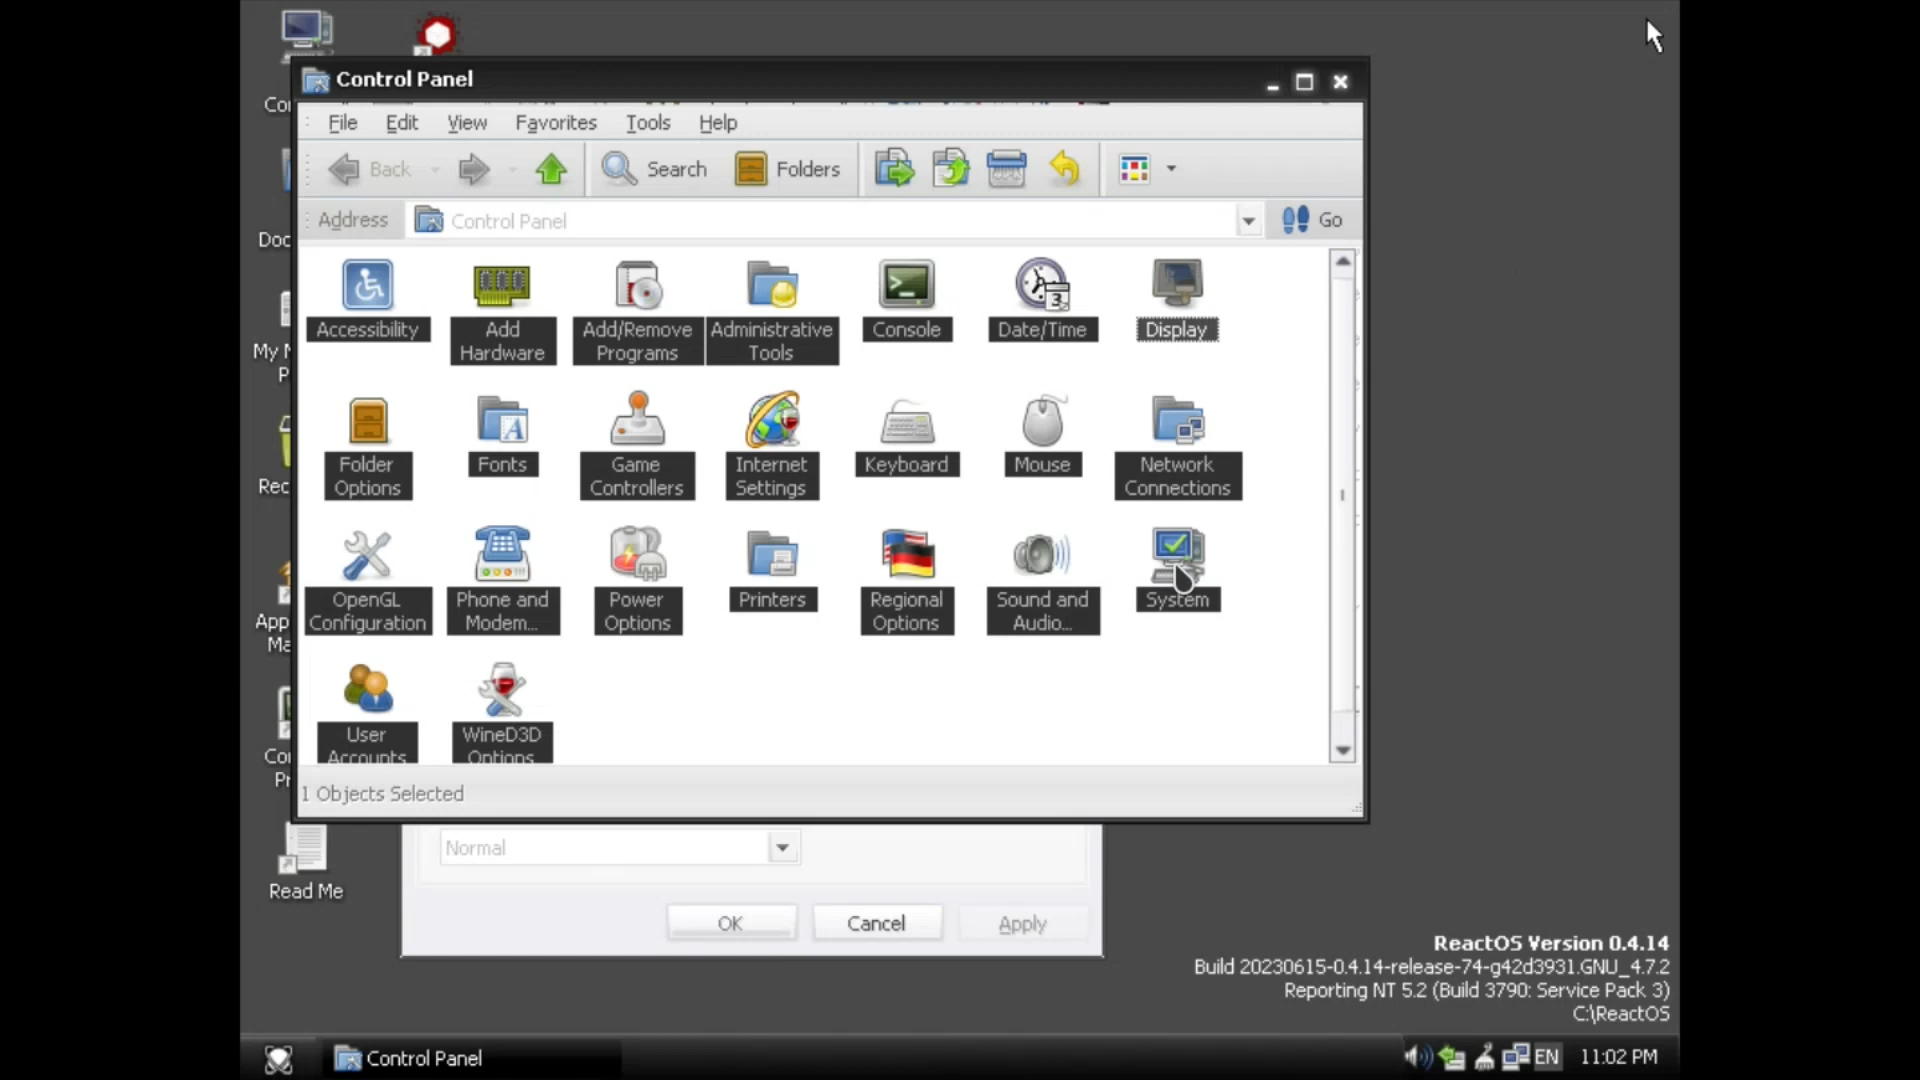 Control Panel
File Edit View Favorites Tools Help
Back Search Folders
Address Control Panel Go
Accessibility
Add
Hardware
Add/Remove
Programs
Administrative
Tools
Console
Date/Time
Display
Folder
Options
Fonts
Game
Controllers
Internet
Settings
Keyboard
Mouse
Network
Connections
OpenGL
Configuration
Phone and
Modem...
Power
Options
Printers
Regional
Options
Sound and
Audio...
System
User
Accounts
WineD3D
Options
1 Objects Selected
Normal
OK Cancel Apply
Read Me
ReactOS Version 0.4.14
Build 20230615-0.4.14-release-74-g42d3931.GNU_4.7.2
Reporting NT 5.2 (Build 3790: Service Pack 3)
C:\ReactOS
Control Panel
EN 11:02 PM